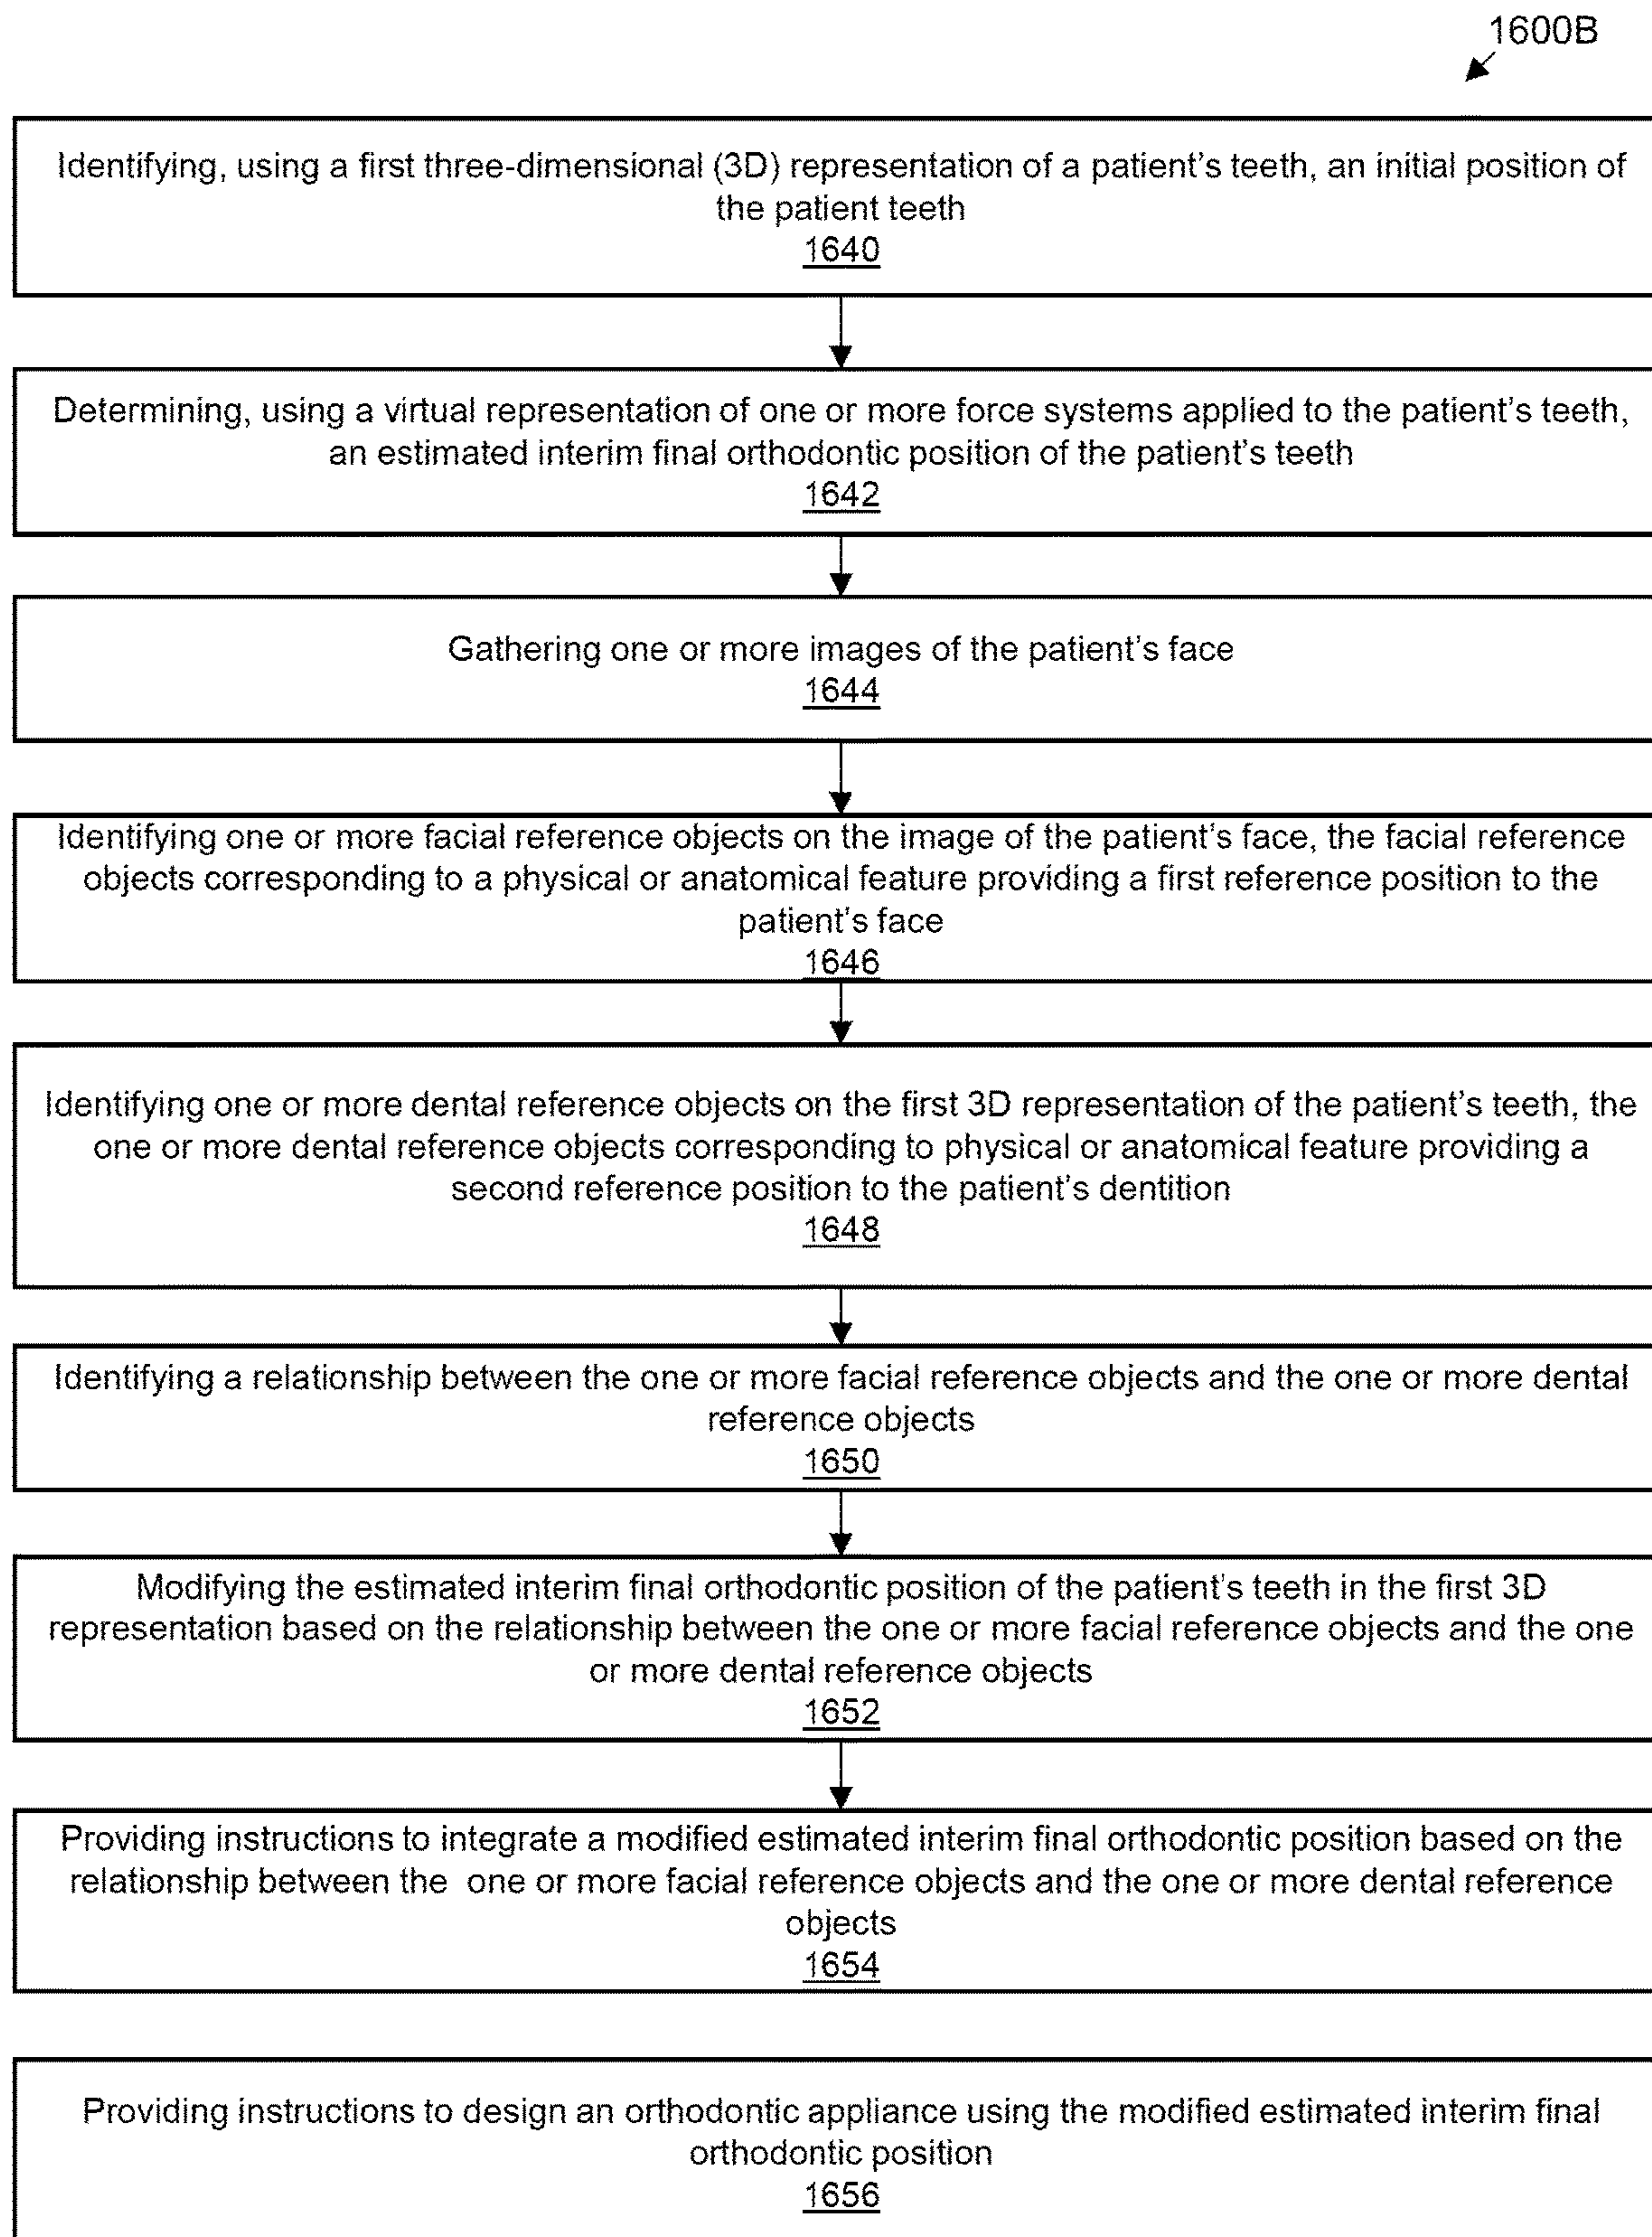 1600B
Identifying, using a first three-dimensional (3D) representation of a patient's teeth, an initial position of
the patient teeth
1640
Determining, using a virtual representation of one or more force systems applied to the patient's teeth,
an estimated interim final orthodontic position of the patient's teeth
1642
Gathering one or more images of the patient's face
1644
Identifying one or more facial reference objects on the image of the patient's face, the facial reference
objects corresponding to a physical or anatomical feature providing a first reference position to the
patient's face
1646
Identifying one or more dental reference objects on the first 3D representation of the patient's teeth, the
one or more dental reference objects corresponding to physical or anatomical feature providing a
second reference position to the patient's dentition
1648
Identifying a relationship between the one or more facial reference objects and the one or more dental
reference objects
1650
Modifying the estimated interim final orthodontic position of the patient's teeth in the first 3D
representation based on the relationship between the one or more facial reference objects and the one
or more dental reference objects
1652
Providing instructions to integrate a modified estimated interim final orthodontic position based on the
relationship between the  one or more facial reference objects and the one or more dental reference
objects
1654
Providing instructions to design an orthodontic appliance using the modified estimated interim final
orthodontic position
1656